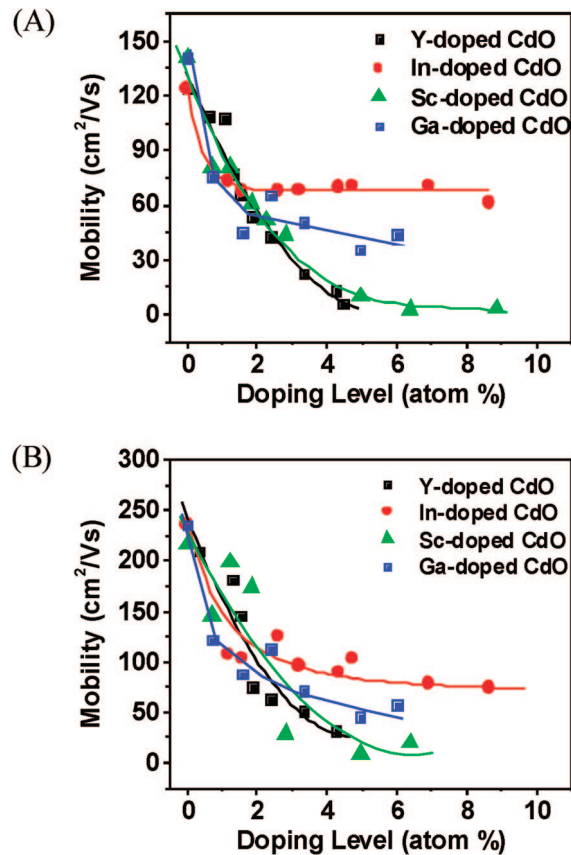 (A)
150
120
90
60
30
0
Mobility (cm²/Vs)
Y-doped CdO
In-doped CdO
Sc-doped CdO
Ga-doped CdO
0 2 4 6 8 10
Doping Level (atom %)
(B)
300
250
200
150
100
50
0
Mobility (cm²/Vs)
Y-doped CdO
In-doped CdO
Sc-doped CdO
Ga-doped CdO
0 2 4 6 8 10
Doping Level (atom %)